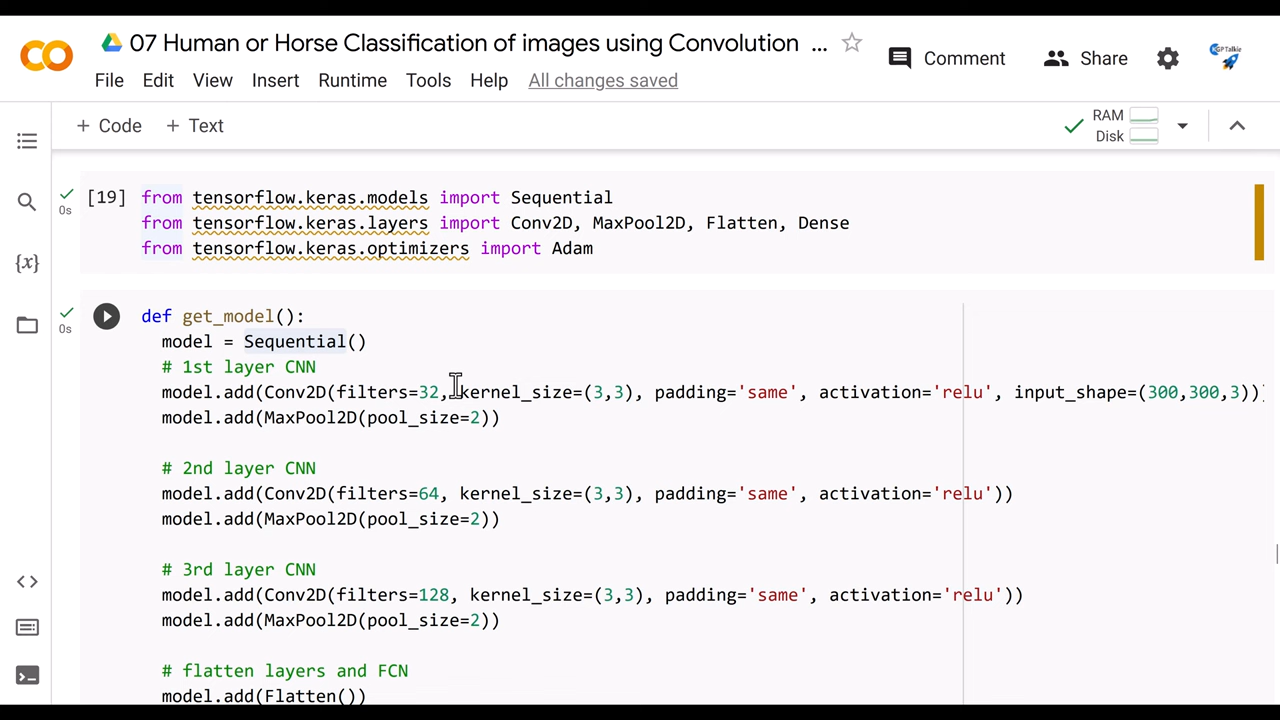 07 Human or Horse Classification of images using Convolution ...
File Edit View Insert Runtime Tools Help All changes saved
Comment Share KGP Talkie
+ Code + Text
RAM
Disk
[19] from tensorflow.keras.models import Sequential
0s
from tensorflow.keras.layers import Conv2D, MaxPool2D, Flatten, Dense
from tensorflow.keras.optimizers import Adam
{x}
def get_model():
0s
model = Sequential()
# 1st layer CNN
model.add(Conv2D(filters=32, kernel_size=(3,3), padding='same', activation='relu', input_shape=(300,300,3))
model.add(MaxPool2D(pool_size=2))
# 2nd layer CNN
model.add(Conv2D(filters=64, kernel_size=(3,3), padding='same', activation='relu'))
model.add(MaxPool2D(pool_size=2))
# 3rd layer CNN
model.add(Conv2D(filters=128, kernel_size=(3,3), padding='same', activation='relu'))
model.add(MaxPool2D(pool_size=2))
# flatten layers and FCN
model.add(Flatten())